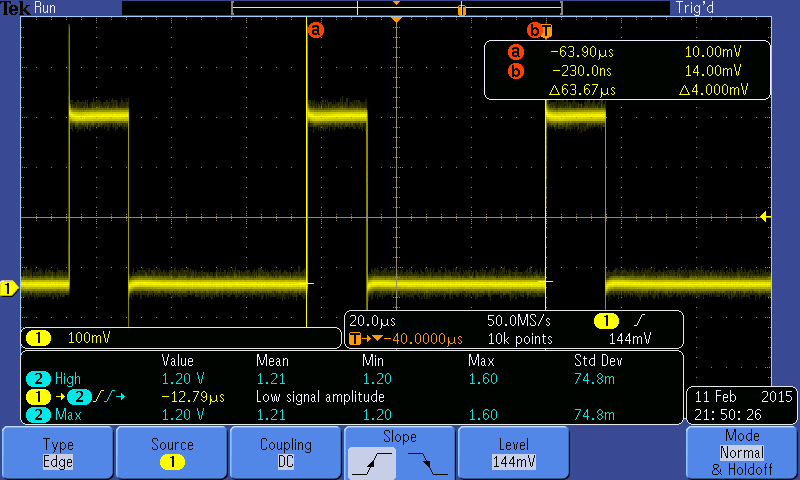 Tek Run Trig'd
a b T
a -63.90µs 10.00mV
b -230.0ns 14.00mV
Δ63.67µs Δ4.000mV
1
1 100mV
20.0µs 50.0MS/s 1
T→▼-40.0000µs 10k points 144mV
Value Mean Min Max Std Dev
2 High 1.20 V 1.21 1.20 1.60 74.8m
1 → 2 -12.79µs Low signal amplitude
2 Max 1.20 V 1.21 1.20 1.60 74.8m
11 Feb 2015
21:50:26
Type
Edge
Source
1
Coupling
DC
Slope
Level
144mV
Mode
Normal
& Holdoff